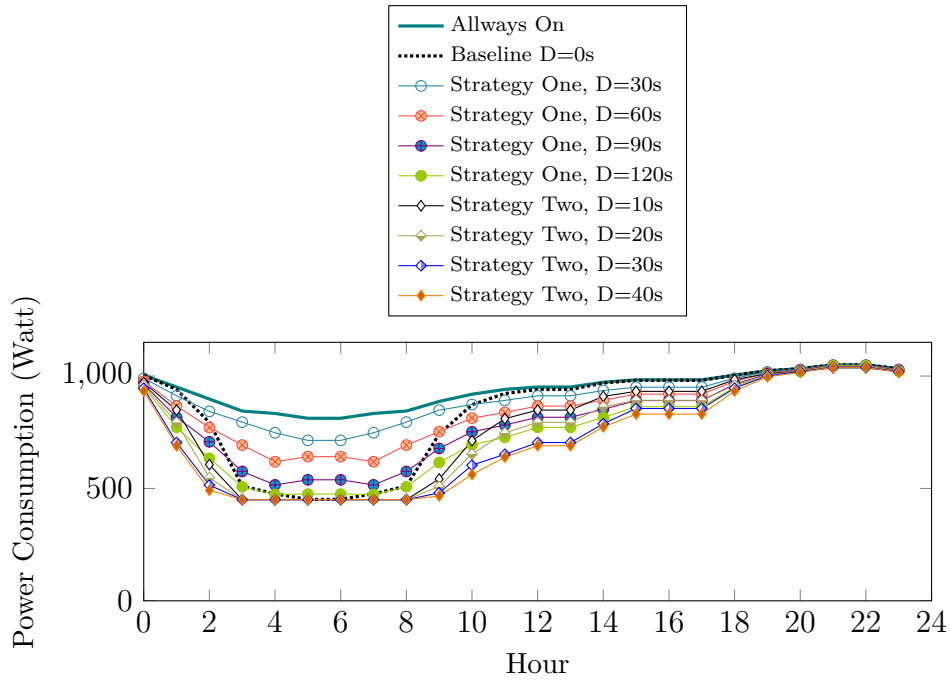 Allways On
Baseline D=0s
Strategy One, D=30s
Strategy One, D=60s
Strategy One, D=90s
Strategy One, D=120s
Strategy Two, D=10s
Strategy Two, D=20s
Strategy Two, D=30s
Strategy Two, D=40s
Power Consumption (Watt)
1,000
500
0
0 2 4 6 8 10 12 14 16 18 20 22 24
Hour